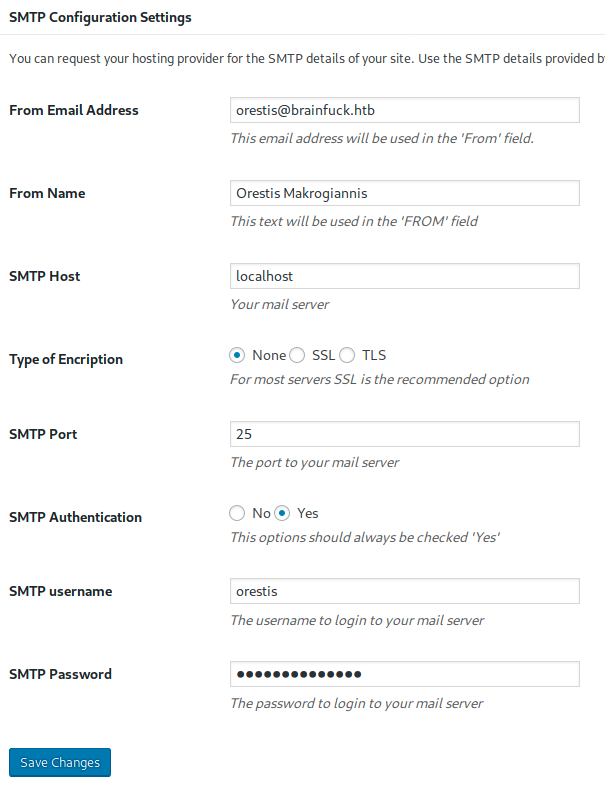 SMTP Configuration Settings
You can request your hosting provider for the SMTP details of your site. Use the SMTP details provided
From Email Address
orestis@brainfuck.htb
This email address will be used in the 'From' field.
From Name
Orestis Makrogiannis
This text will be used in the 'FROM' field
SMTP Host
localhost
Your mail server
Type of Encription
None SSL TLS
For most servers SSL is the recommended option
SMTP Port
25
The port to your mail server
SMTP Authentication
No Yes
This options should always be checked 'Yes'
SMTP username
orestis
The username to login to your mail server
SMTP Password
●●●●●●●●●●●●●●
The password to login to your mail server
Save Changes